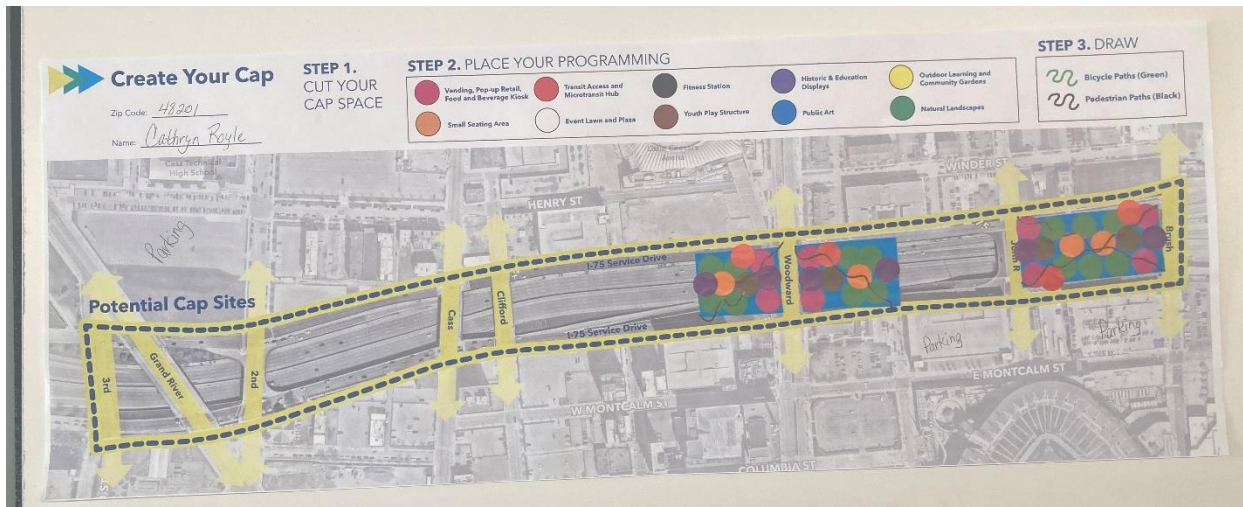 Create Your Cap
Zip Code: 48201
Name: Cathryn Royle
STEP 1.
CUT YOUR
CAP SPACE
STEP 2. PLACE YOUR PROGRAMMING
Vending, Pop-up Retail,
Food and Beverage Kiosk
Transit Access and
Microtransit Hub
Fitness Station
Historic & Education
Displays
Outdoor Learning and
Community Gardens
Small Seating Area
Event Lawn and Plaza
Youth Play Structure
Public Art
Natural Landscapes
STEP 3. DRAW
Bicycle Paths (Green)
Pedestrian Paths (Black)
Cass Technical
High School
WINDER ST
HENRY ST
Parking
I-75 Service Drive
Woodward
John R
Brush
Potential Cap Sites
Cass
Clifford
I-75 Service Drive
3rd
Grand River
2nd
Parking
Parking
E MONTCALM ST
W MONTCALM ST
COLUMBIA ST